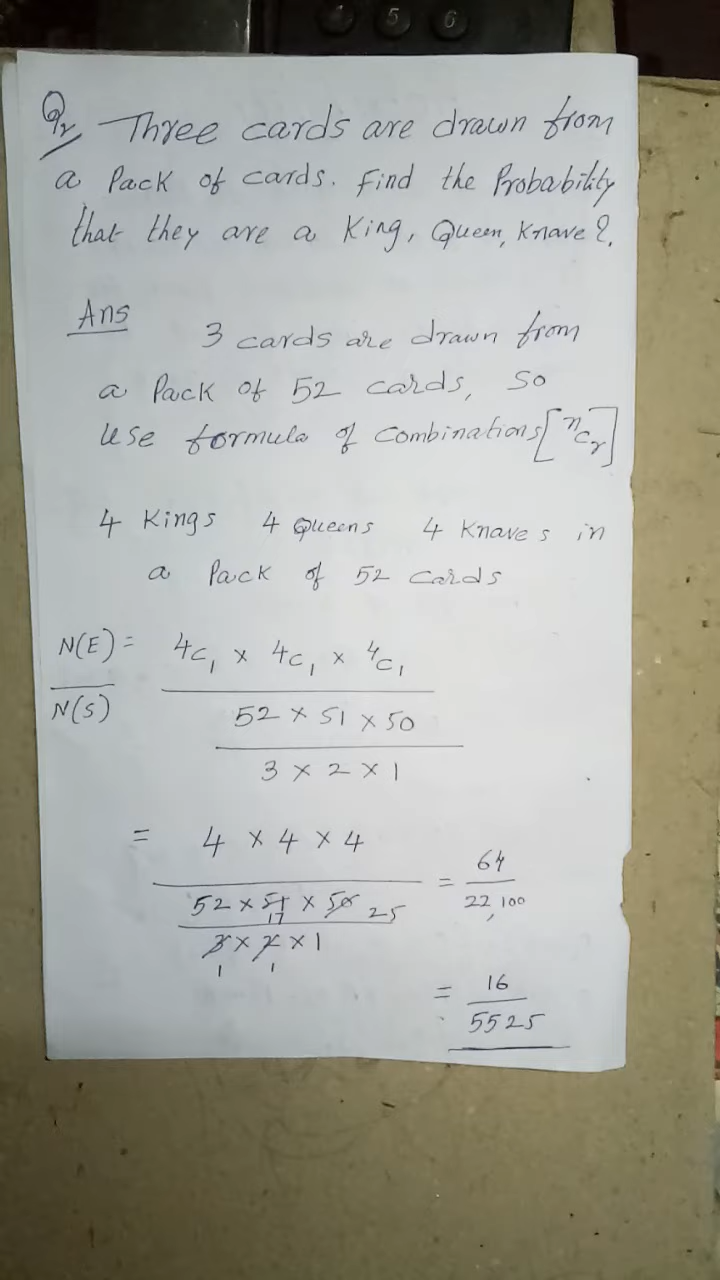 4 5 6
Qr, Three cards are drawn from
a Pack of cards. Find the Probability
that they are a King, Queen, Knave ?.
Ans 3 cards are drawn from
a Pack of 52 cards, So
Use formula of Combinations [nCr]
4 Kings 4 Queens 4 Knaves in
a Pack of 52 Cards
N(E) = 4C1 × 4C1 × 4C1
N(S) 52 × 51 × 50
3 × 2 × 1
= 4 × 4 × 4
52 × 51 17 × 50 25 = 64
22,100
3 1 × 2 1 × 1
= 16
5525